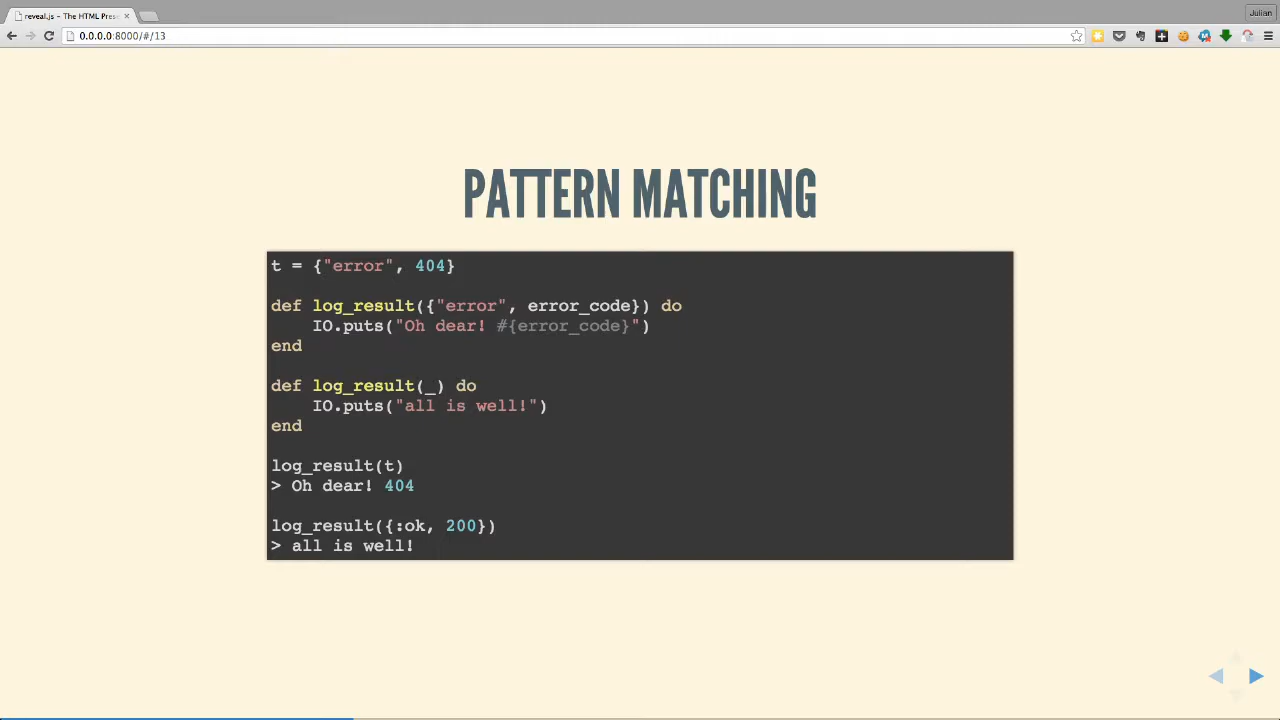 reveal.js – The HTML Pres
Julian
0.0.0.0:8000/#/13
PATTERN MATCHING
t = {"error", 404}
def log_result({"error", error_code}) do
    IO.puts("Oh dear! #{error_code}")
end
def log_result(_) do
    IO.puts("all is well!")
end
log_result(t)
> Oh dear! 404
log_result({:ok, 200})
> all is well!